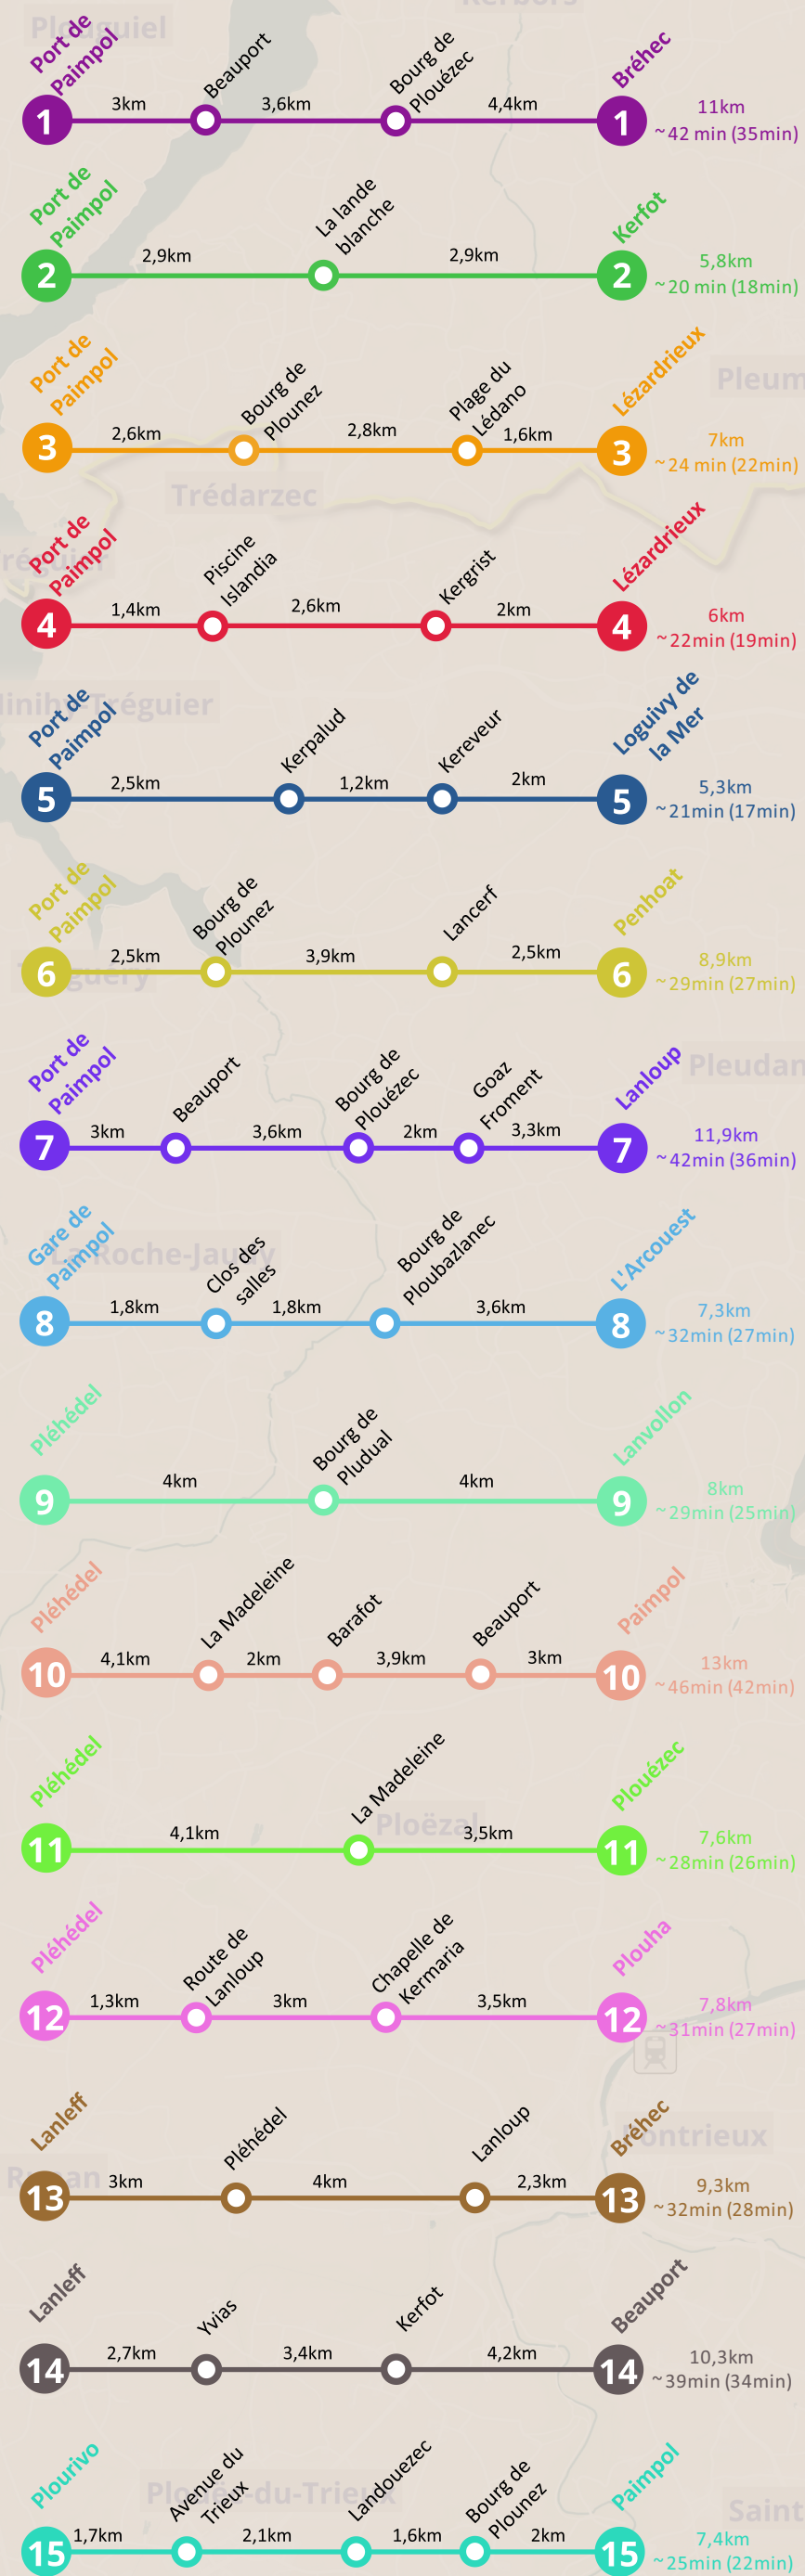 Plouguiel
Kerbors
Port de
Paimpol
Beauport
Bourg de
Plouézec
Bréhec
1
3km
3,6km
4,4km
1
11km
~42 min (35min)
Port de
Paimpol
La lande
blanche
Kerfot
2
2,9km
2,9km
2
5,8km
~20 min (18min)
Port de
Paimpol
Bourg de
Plounez
Plage du
Lédano
Lézardrieux
Pleum
3
2,6km
2,8km
1,6km
3
7km
~24 min (22min)
Trédarzec
Port de
Paimpol
Piscine
Islandia
Kergrist
Lézardrieux
réguier
4
1,4km
2,6km
2km
4
6km
~22min (19min)
inihy-Tréguier
Port de
Paimpol
Kerpalud
Kereveur
Loguivy de
la Mer
5
2,5km
1,2km
2km
5
5,3km
~21min (17min)
Port de
Paimpol
Bourg de
Plounez
Lancerf
Penhoat
6
2,5km
3,9km
2,5km
6
8,9km
~29min (27min)
Port de
Paimpol
Beauport
Bourg de
Plouézec
Goaz
Froment
Lanloup
Pleudan
7
3km
3,6km
2km
3,3km
7
11,9km
~42min (36min)
Gare de
Paimpol
La Roche-Jaudy
Clos des
salles
Bourg de
Ploubazlanec
L'Arcouest
8
1,8km
1,8km
3,6km
8
7,3km
~32min (27min)
Pléhédel
Bourg de
Pludual
Lanvollon
9
4km
4km
9
8km
~29min (25min)
Pléhédel
La Madeleine
Barafot
Beauport
Paimpol
10
4,1km
2km
3,9km
3km
10
13km
~46min (42min)
Pléhédel
La Madeleine
Plouézec
Ploëzal
11
4,1km
3,5km
11
7,6km
~28min (26min)
Pléhédel
Route de
Lanloup
Chapelle de
Kermaria
Plouha
12
1,3km
3km
3,5km
12
7,8km
~31min (27min)
Lanleff
Pléhédel
Lanloup
Bréhec
Pontrieux
13
3km
4km
2,3km
13
9,3km
~32min (28min)
Lanleff
Yvias
Kerfot
Beauport
14
2,7km
3,4km
4,2km
14
10,3km
~39min (34min)
Plourivo
Avenue du
Trieux
Landouezec
Bourg de
Plounez
Paimpol
Saint
15
1,7km
2,1km
1,6km
2km
15
7,4km
~25min (22min)